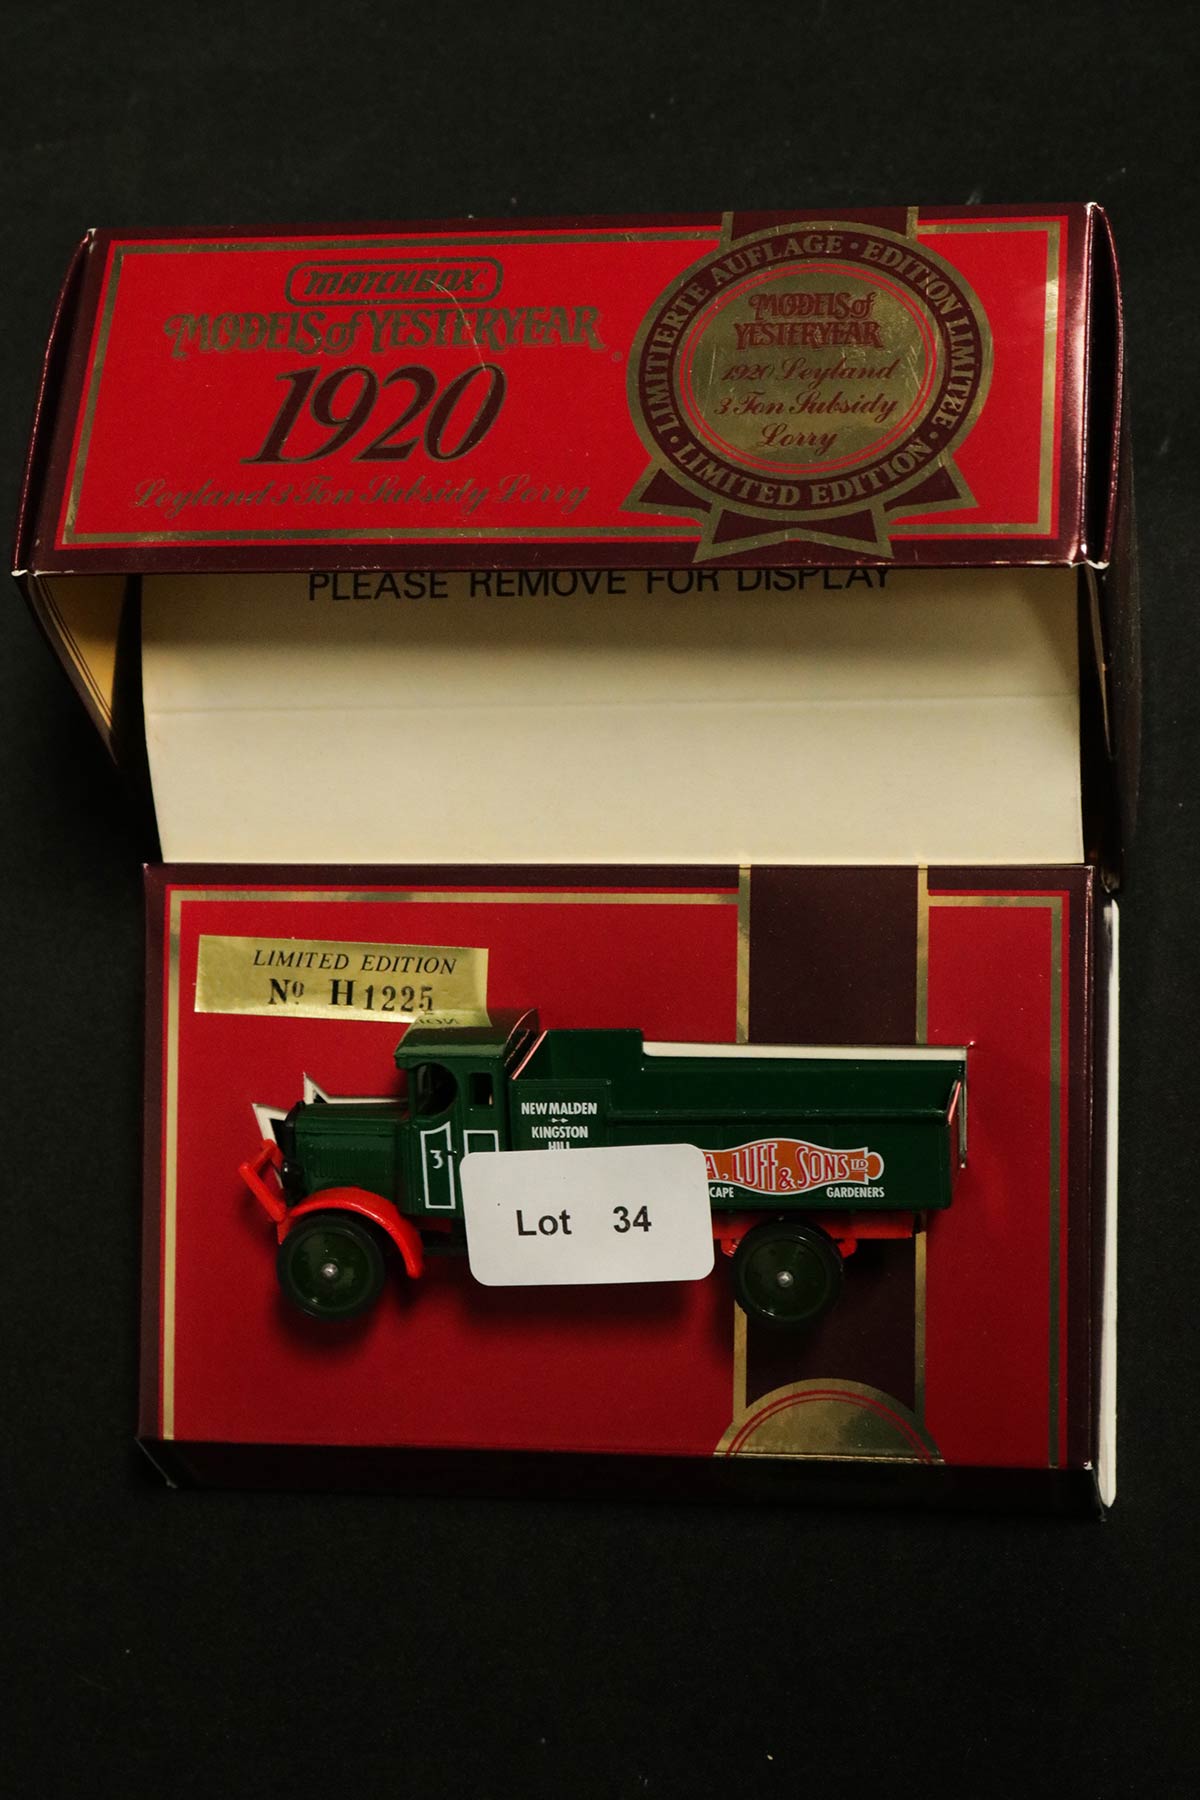 MATCHBOX®
MODELS of YESTERYEAR®
1920
Leyland 3 Ton Subsidy Lorry
LIMITIERTE AUFLAGE • EDITION LIMITÉE • LIMITED EDITION •
MODELS of
YESTERYEAR
1920 Leyland
3 Ton Subsidy
Lorry
PLEASE REMOVE FOR DISPLAY
LIMITED EDITION
No H1225
NEW MALDEN
KINGSTON
HILL
3
A. LUFF & SONS LTD
CAPE GARDENERS
Lot 34